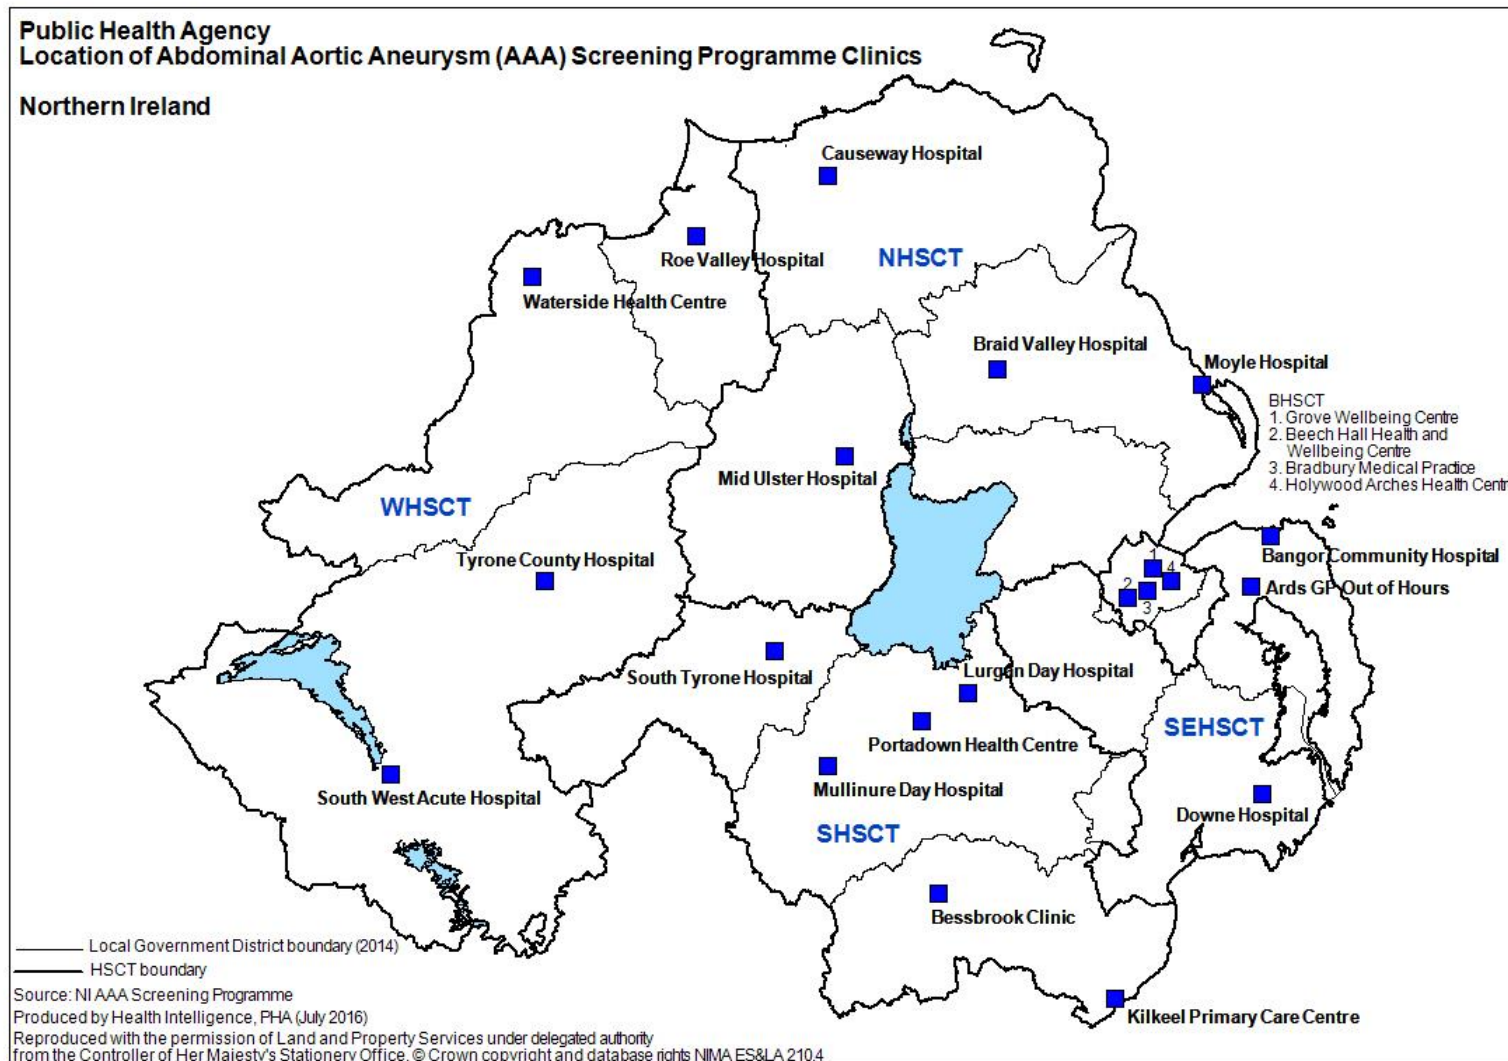 Public Health Agency
Location of Abdominal Aortic Aneurysm (AAA) Screening Programme Clinics
Northern Ireland
Causeway Hospital
Roe Valley Hospital
NHSCT
Waterside Health Centre
Braid Valley Hospital
Moyle Hospital
BHSCT
1. Grove Wellbeing Centre
2. Beech Hall Health and
Wellbeing Centre
3. Bradbury Medical Practice
4. Holywood Arches Health Centr
Mid Ulster Hospital
WHSCT
Tyrone County Hospital
Bangor Community Hospital
1
4
2
3
Ards GP Out of Hours
South Tyrone Hospital
Lurgan Day Hospital
SEHSCT
Portadown Health Centre
Mullinure Day Hospital
South West Acute Hospital
Downe Hospital
SHSCT
Bessbrook Clinic
Kilkeel Primary Care Centre
Local Government District boundary (2014)
HSCT boundary
Source: NI AAA Screening Programme
Produced by Health Intelligence, PHA (July 2016)
Reproduced with the permission of Land and Property Services under delegated authority
from the Controller of Her Majesty's Stationery Office, © Crown copyright and database rights NIMA ES&LA 210.4